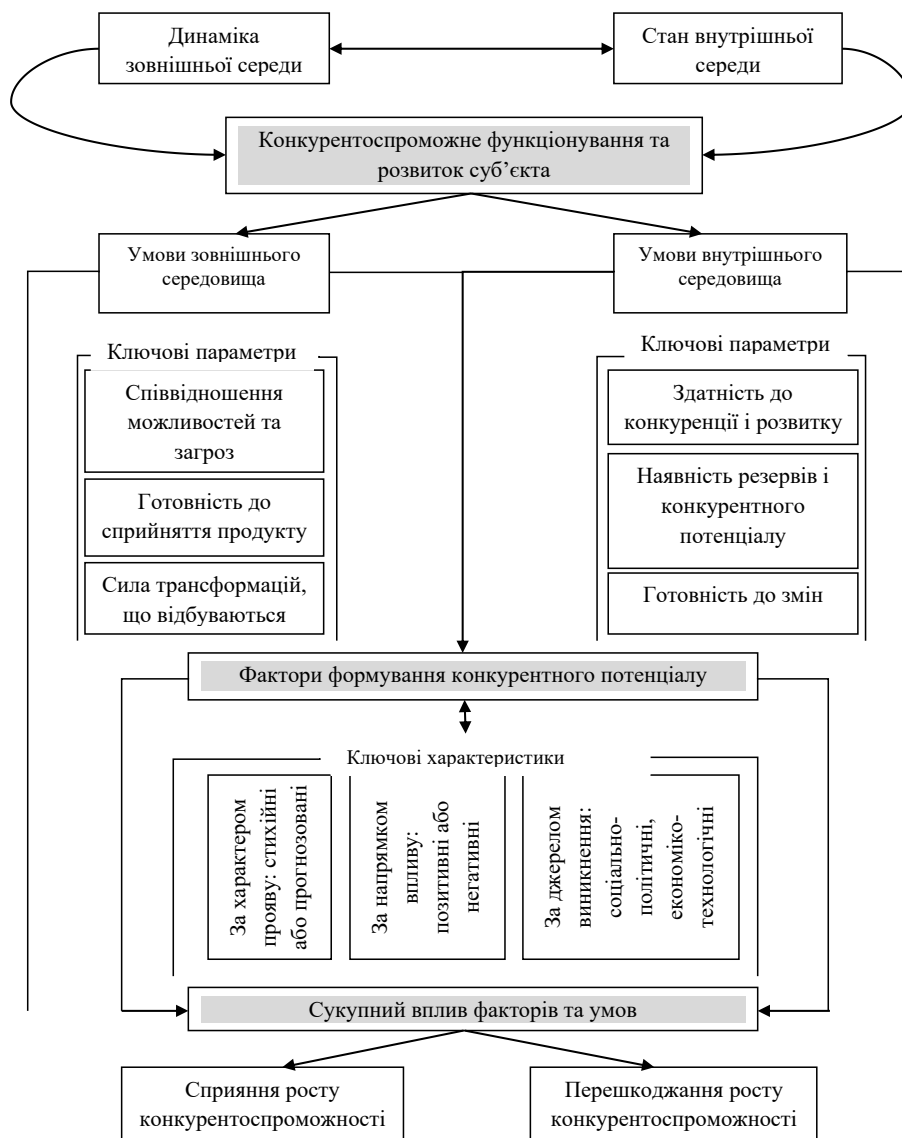 Динаміка
зовнішньої середи
Стан внутрішньої
середи
Конкурентоспроможне функціонування та
розвиток суб’єкта
Умови зовнішнього
середовища
Умови внутрішнього
середовища
Ключові параметри
Співвідношення
можливостей та
загроз
Готовність до
сприйняття продукту
Сила трансформацій,
що відбуваються
Ключові параметри
Здатність до
конкуренції і розвитку
Наявність резервів і
конкурентного
потенціалу
Готовність до змін
Фактори формування конкурентного потенціалу
Ключові характеристики
За характером
прояву: стихійні
або прогнозовані
За напрямком
впливу:
позитивні або
негативні
За джерелом
виникнення:
соціально-
політичні,
економіко-
технологічні
Сукупний вплив факторів та умов
Сприяння росту
конкурентоспроможності
Перешкоджання росту
конкурентоспроможності